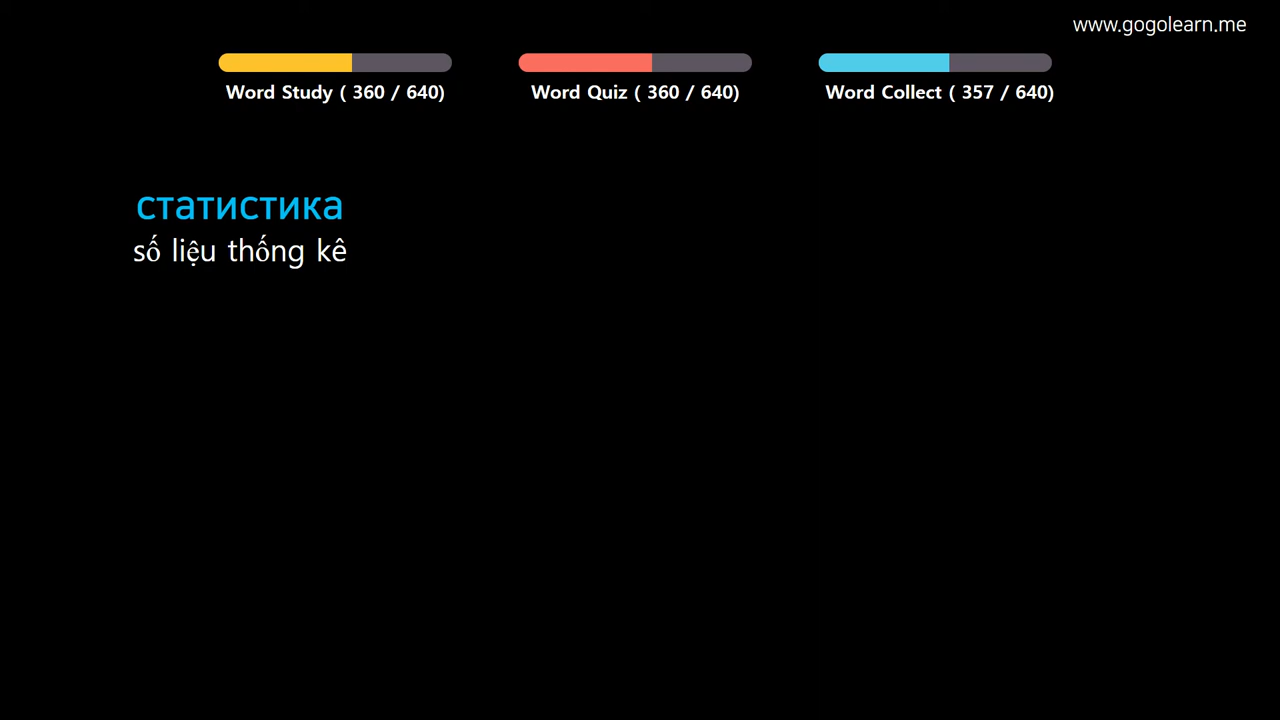 www.gogolearn.me
Word Study ( 360 / 640)
Word Quiz ( 360 / 640)
Word Collect ( 357 / 640)
статистика
số liệu thống kê